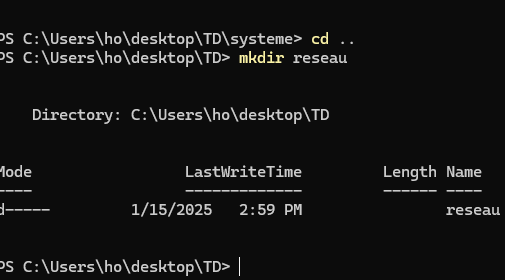 PS C:\Users\ho\desktop\TD\systeme> cd ..
PS C:\Users\ho\desktop\TD> mkdir reseau
Directory: C:\Users\ho\desktop\TD
Mode LastWriteTime Length Name
---- ------------- ------ ----
d----- 1/15/2025 2:59 PM reseau
PS C:\Users\ho\desktop\TD>